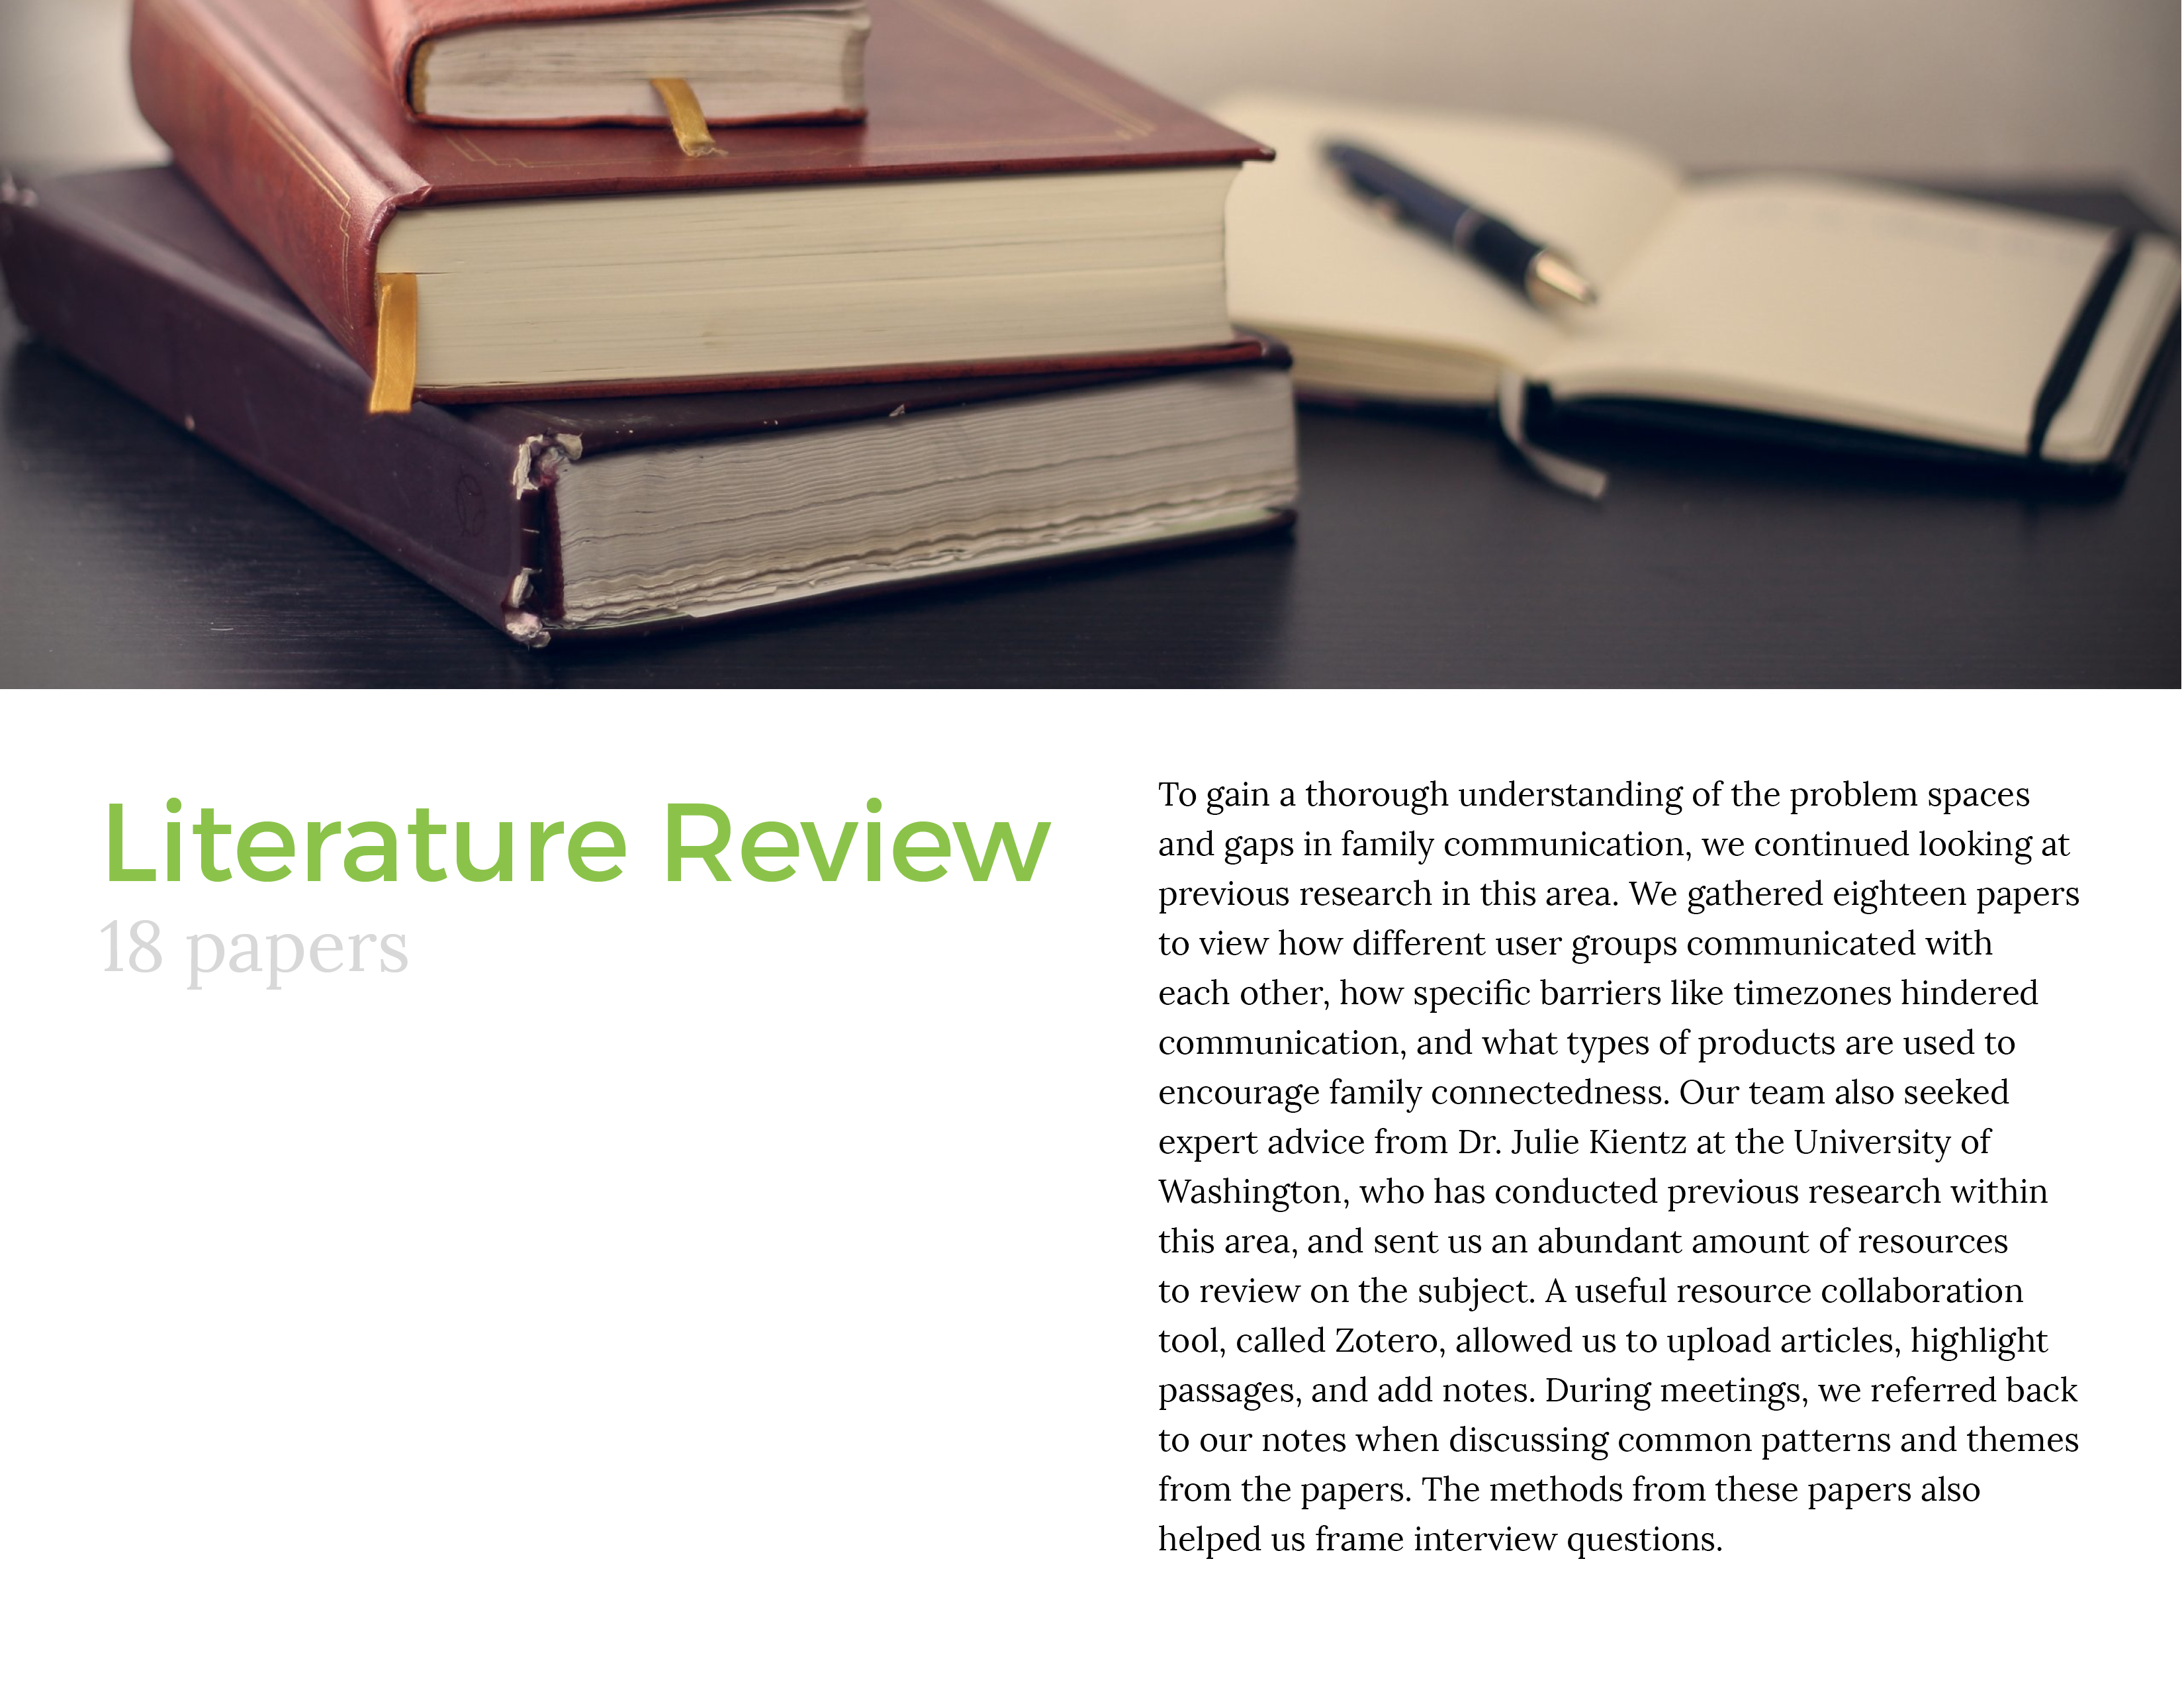 Literature Review
18 papers
To gain a thorough understanding of the problem spaces
and gaps in family communication, we continued looking at
previous research in this area. We gathered eighteen papers
to view how different user groups communicated with
each other, how specific barriers like timezones hindered
communication, and what types of products are used to
encourage family connectedness. Our team also seeked
expert advice from Dr. Julie Kientz at the University of
Washington, who has conducted previous research within
this area, and sent us an abundant amount of resources
to review on the subject. A useful resource collaboration
tool, called Zotero, allowed us to upload articles, highlight
passages, and add notes. During meetings, we referred back
to our notes when discussing common patterns and themes
from the papers. The methods from these papers also
helped us frame interview questions.